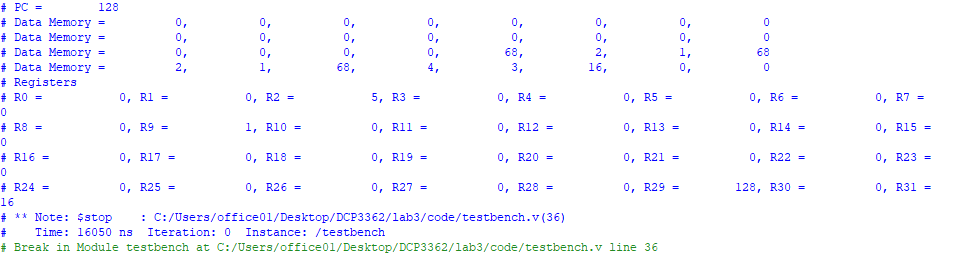 # PC = 128
# Data Memory = 0, 0, 0, 0, 0, 0, 0, 0
# Data Memory = 0, 0, 0, 0, 0, 0, 0, 0
# Data Memory = 0, 0, 0, 0, 68, 2, 1, 68
# Data Memory = 2, 1, 68, 4, 3, 16, 0, 0
# Registers
# R0 = 0, R1 = 0, R2 = 5, R3 = 0, R4 = 0, R5 = 0, R6 = 0, R7 =
0
# R8 = 0, R9 = 1, R10 = 0, R11 = 0, R12 = 0, R13 = 0, R14 = 0, R15 =
0
# R16 = 0, R17 = 0, R18 = 0, R19 = 0, R20 = 0, R21 = 0, R22 = 0, R23 =
0
# R24 = 0, R25 = 0, R26 = 0, R27 = 0, R28 = 0, R29 = 128, R30 = 0, R31 =
16
# ** Note: $stop : C:/Users/office01/Desktop/DCP3362/lab3/code/testbench.v(36)
# Time: 16050 ns Iteration: 0 Instance: /testbench
# Break in Module testbench at C:/Users/office01/Desktop/DCP3362/lab3/code/testbench.v line 36